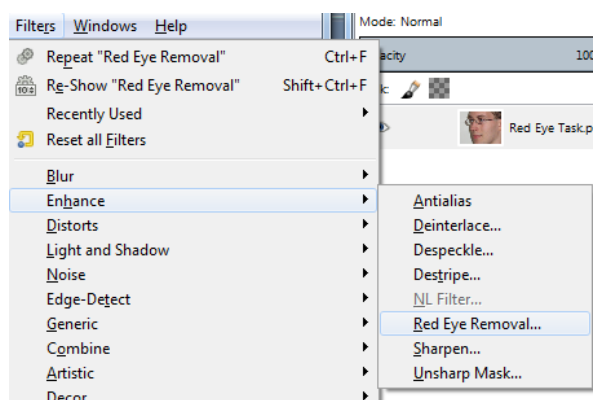 Filters Windows Help
Mode: Normal
Repeat "Red Eye Removal" Ctrl+F
acity 100
Re-Show "Red Eye Removal" Shift+Ctrl+F
Recently Used
Reset all Filters
Red Eye Task.p
Blur
Enhance
Distorts
Light and Shadow
Noise
Edge-Detect
Generic
Combine
Artistic
Decor
Antialias
Deinterlace...
Despeckle...
Destripe...
NL Filter...
Red Eye Removal...
Sharpen...
Unsharp Mask...